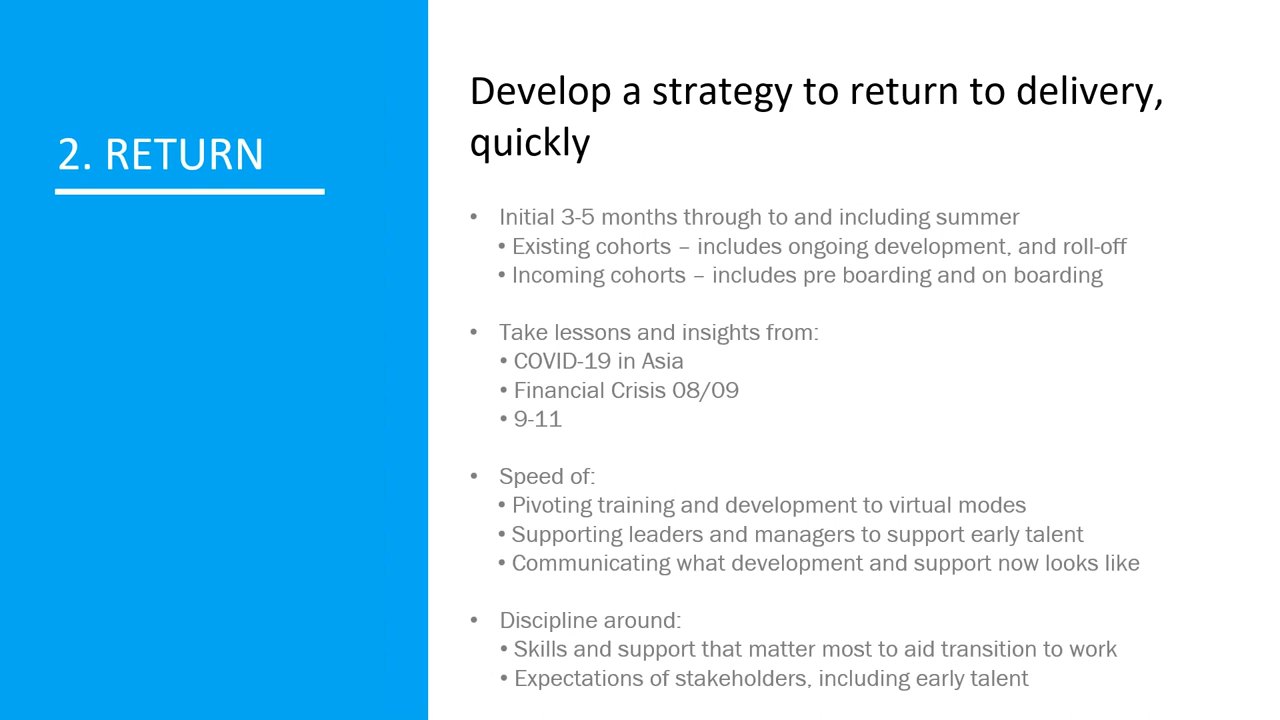 2. RETURN
Develop a strategy to return to delivery,
quickly
• Initial 3-5 months through to and including summer
• Existing cohorts – includes ongoing development, and roll-off
• Incoming cohorts – includes pre boarding and on boarding
• Take lessons and insights from:
• COVID-19 in Asia
• Financial Crisis 08/09
• 9-11
• Speed of:
• Pivoting training and development to virtual modes
• Supporting leaders and managers to support early talent
• Communicating what development and support now looks like
• Discipline around:
• Skills and support that matter most to aid transition to work
• Expectations of stakeholders, including early talent